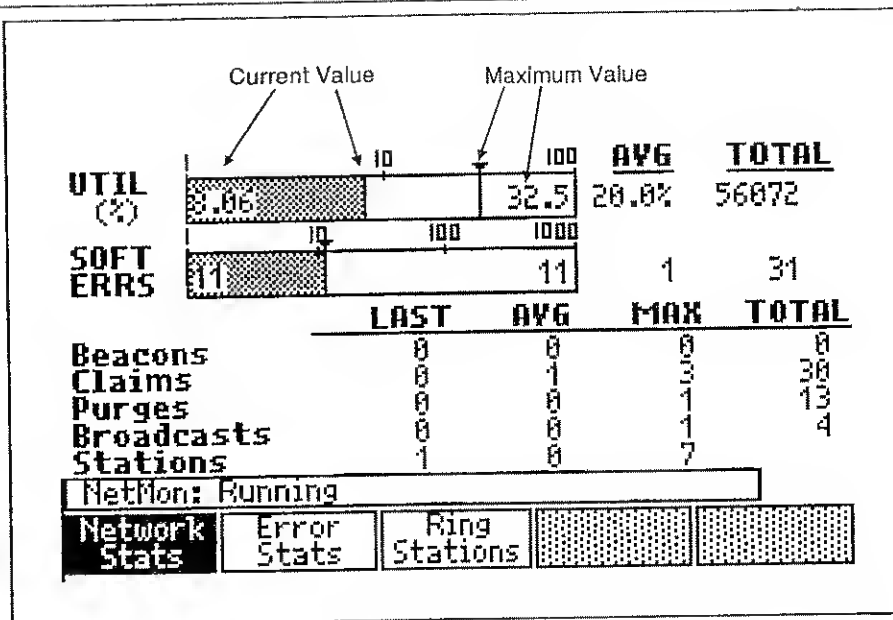 Current Value Maximum Value
1 10 100 AVG TOTAL
UTIL (%) 8.06 32.5 20.0% 56072
1 10 100 1000
SOFT ERRS 11 11 1 31
LAST AVG MAX TOTAL
Beacons 0 0 0 0
Claims 0 1 3 30
Purges 0 0 1 13
Broadcasts 0 0 1 4
Stations 1 0 7
NetMon: Running
Network Stats Error Stats Ring Stations